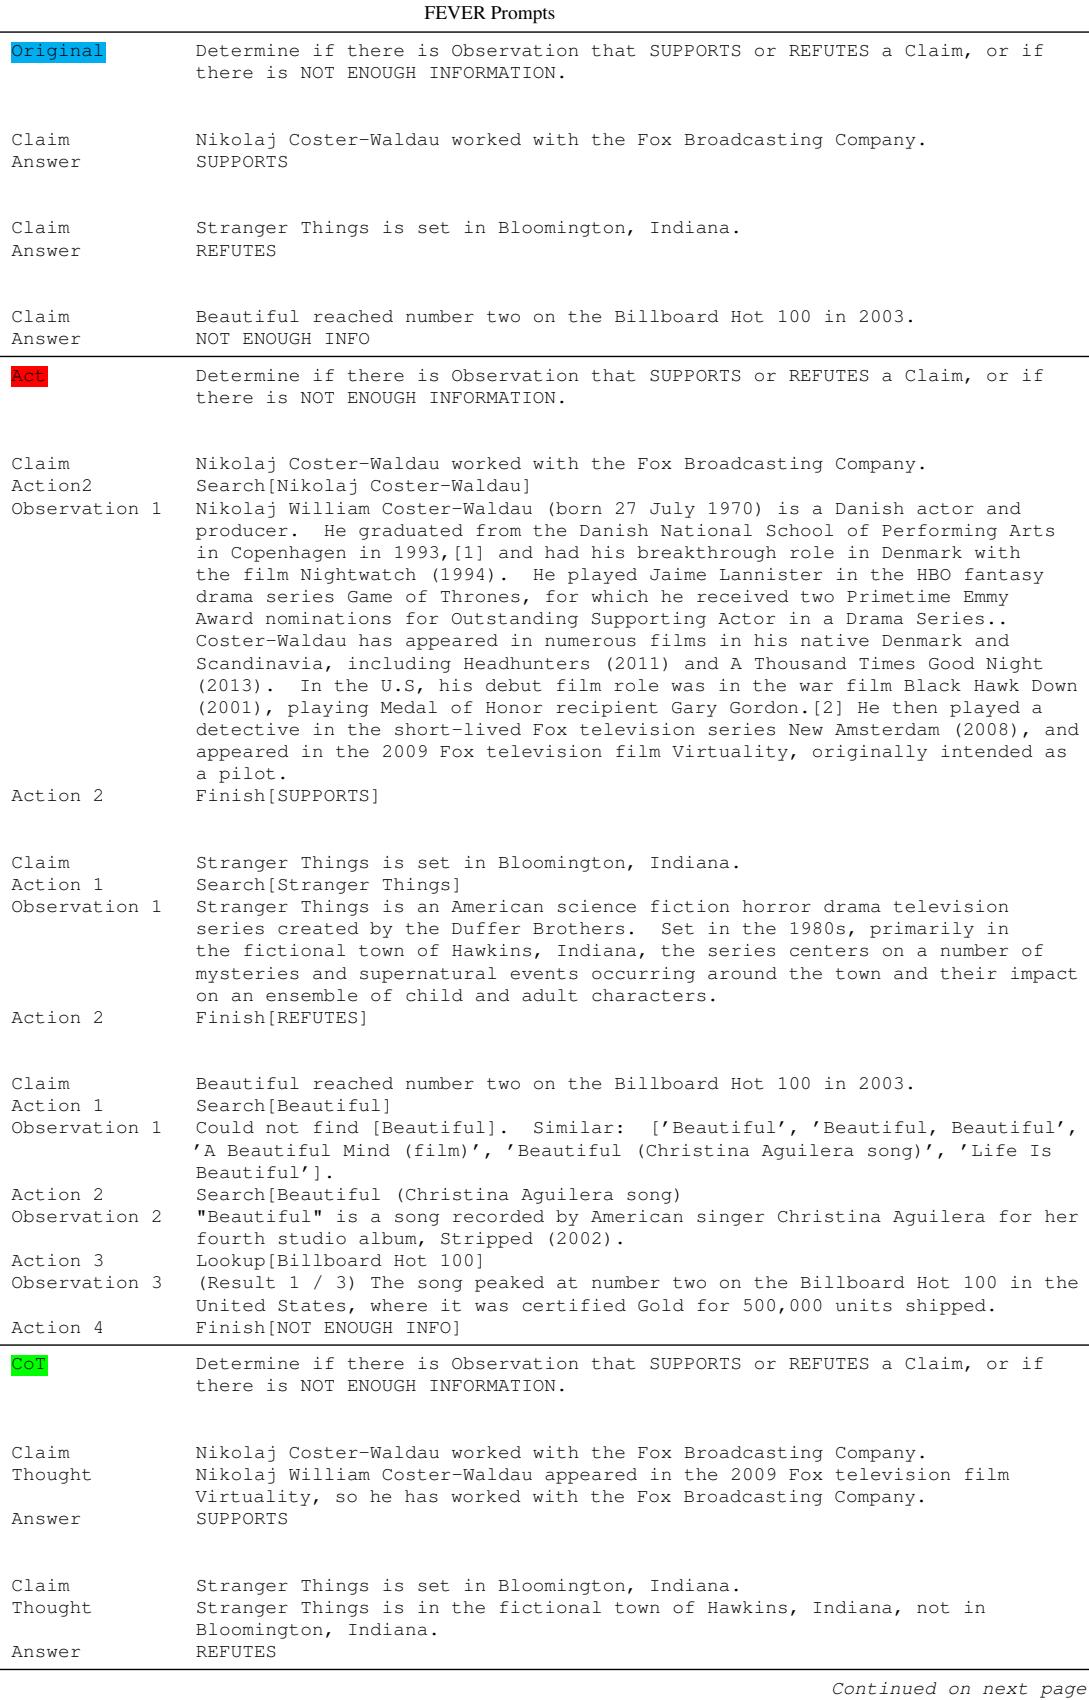 FEVER Prompts
Original Determine if there is Observation that SUPPORTS or REFUTES a Claim, or if
there is NOT ENOUGH INFORMATION.
Claim Nikolaj Coster-Waldau worked with the Fox Broadcasting Company.
Answer SUPPORTS
Claim Stranger Things is set in Bloomington, Indiana.
Answer REFUTES
Claim Beautiful reached number two on the Billboard Hot 100 in 2003.
Answer NOT ENOUGH INFO
Act Determine if there is Observation that SUPPORTS or REFUTES a Claim, or if
there is NOT ENOUGH INFORMATION.
Claim Nikolaj Coster-Waldau worked with the Fox Broadcasting Company.
Action2 Search[Nikolaj Coster-Waldau]
Observation 1 Nikolaj William Coster-Waldau (born 27 July 1970) is a Danish actor and
producer. He graduated from the Danish National School of Performing Arts
in Copenhagen in 1993,[1] and had his breakthrough role in Denmark with
the film Nightwatch (1994). He played Jaime Lannister in the HBO fantasy
drama series Game of Thrones, for which he received two Primetime Emmy
Award nominations for Outstanding Supporting Actor in a Drama Series..
Coster-Waldau has appeared in numerous films in his native Denmark and
Scandinavia, including Headhunters (2011) and A Thousand Times Good Night
(2013). In the U.S, his debut film role was in the war film Black Hawk Down
(2001), playing Medal of Honor recipient Gary Gordon.[2] He then played a
detective in the short-lived Fox television series New Amsterdam (2008), and
appeared in the 2009 Fox television film Virtuality, originally intended as
a pilot.
Action 2 Finish[SUPPORTS]
Claim Stranger Things is set in Bloomington, Indiana.
Action 1 Search[Stranger Things]
Observation 1 Stranger Things is an American science fiction horror drama television
series created by the Duffer Brothers. Set in the 1980s, primarily in
the fictional town of Hawkins, Indiana, the series centers on a number of
mysteries and supernatural events occurring around the town and their impact
on an ensemble of child and adult characters.
Action 2 Finish[REFUTES]
Claim Beautiful reached number two on the Billboard Hot 100 in 2003.
Action 1 Search[Beautiful]
Observation 1 Could not find [Beautiful]. Similar: ['Beautiful', 'Beautiful, Beautiful',
'A Beautiful Mind (film)', 'Beautiful (Christina Aguilera song)', 'Life Is
Beautiful'].
Action 2 Search[Beautiful (Christina Aguilera song)
Observation 2 "Beautiful" is a song recorded by American singer Christina Aguilera for her
fourth studio album, Stripped (2002).
Action 3 Lookup[Billboard Hot 100]
Observation 3 (Result 1 / 3) The song peaked at number two on the Billboard Hot 100 in the
United States, where it was certified Gold for 500,000 units shipped.
Action 4 Finish[NOT ENOUGH INFO]
CoT Determine if there is Observation that SUPPORTS or REFUTES a Claim, or if
there is NOT ENOUGH INFORMATION.
Claim Nikolaj Coster-Waldau worked with the Fox Broadcasting Company.
Thought Nikolaj William Coster-Waldau appeared in the 2009 Fox television film
Virtuality, so he has worked with the Fox Broadcasting Company.
Answer SUPPORTS
Claim Stranger Things is set in Bloomington, Indiana.
Thought Stranger Things is in the fictional town of Hawkins, Indiana, not in
Bloomington, Indiana.
Answer REFUTES
Continued on next page